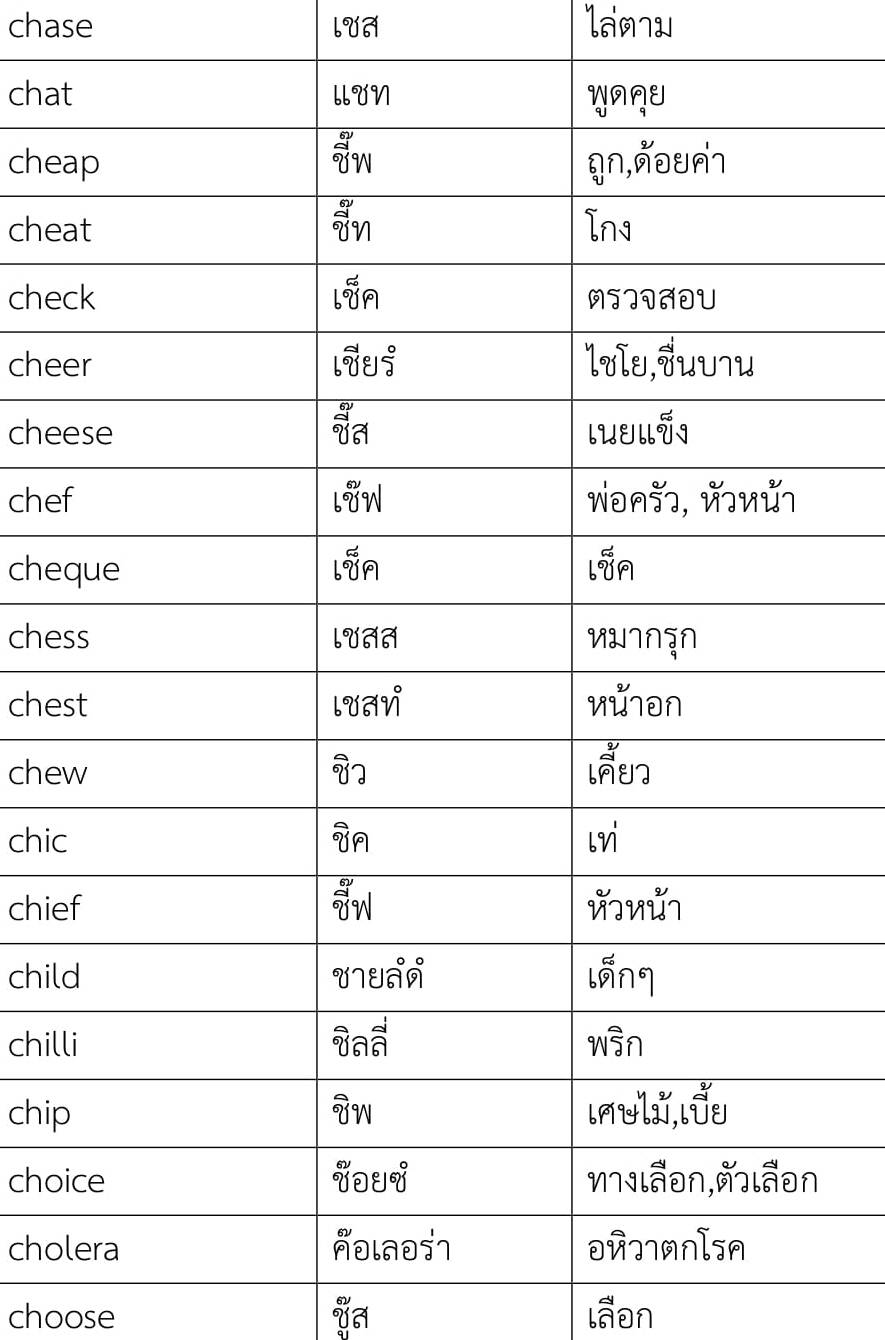 chase เชส ไล่ตาม
chat แชท พูดคุย
cheap ชี๊พ ถูก,ด้อยค่า
cheat ชี๊ท โกง
check เช็ค ตรวจสอบ
cheer เชียรํ ไชโย,ชื่นบาน
cheese ชี๊ส เนยแข็ง
chef เช๊ฟ พ่อครัว, หัวหน้า
cheque เช็ค เช็ค
chess เชสส หมากรุก
chest เชสทํ หน้าอก
chew ชิว เคี้ยว
chic ชิค เท่
chief ชี๊ฟ หัวหน้า
child ชายลํดํ เด็กๆ
chilli ชิลลี่ พริก
chip ชิพ เศษไม้,เบี้ย
choice ช๊อยซํ ทางเลือก,ตัวเลือก
cholera ค๊อเลอร่า อหิวาตกโรค
choose ชู๊ส เลือก